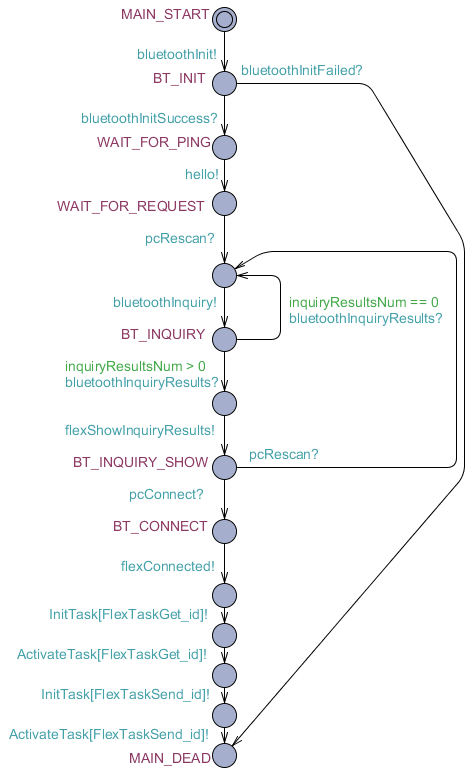 MAIN_START
bluetoothInit!
bluetoothInitFailed?
BT_INIT
bluetoothInitSuccess?
WAIT_FOR_PING
hello!
WAIT_FOR_REQUEST
pcRescan?
bluetoothInquiry!
inquiryResultsNum == 0
bluetoothInquiryResults?
BT_INQUIRY
inquiryResultsNum > 0
bluetoothInquiryResults?
flexShowInquiryResults!
BT_INQUIRY_SHOW
pcRescan?
pcConnect?
BT_CONNECT
flexConnected!
InitTask[FlexTaskGet_id]!
ActivateTask[FlexTaskGet_id]!
InitTask[FlexTaskSend_id]!
ActivateTask[FlexTaskSend_id]!
MAIN_DEAD